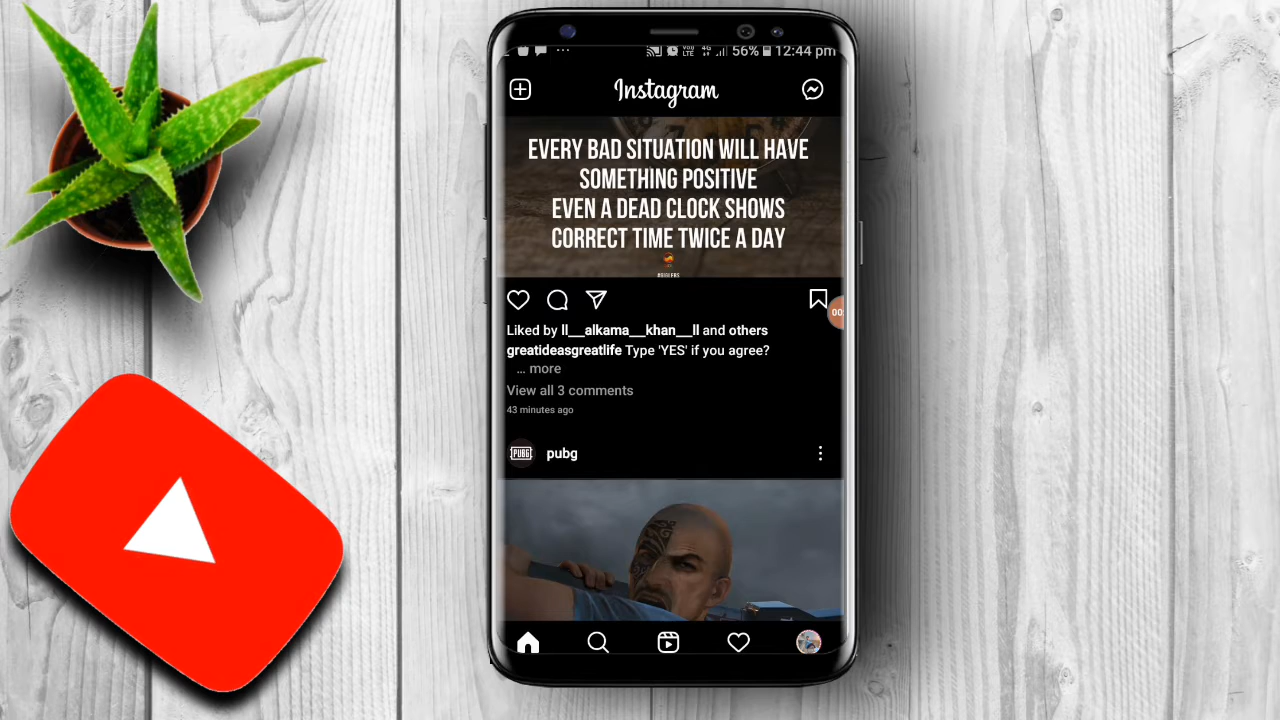 56% 12:44 pm
Instagram
EVERY BAD SITUATION WILL HAVE
SOMETHING POSITIVE
EVEN A DEAD CLOCK SHOWS
CORRECT TIME TWICE A DAY
Liked by ll__alkama__khan__ll and others
greatideasgreatlife Type 'YES' if you agree?
... more
View all 3 comments
43 minutes ago
PUBG pubg